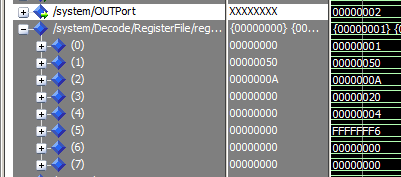 /system/OUTPort XXXXXXXX 00000002
/system/Decode/RegisterFile/reg... {00000000} {00... {00000001} {0
(0) 00000000 00000001
(1) 00000050 00000050
(2) 0000000A 0000000A
(3) 00000000 00000020
(4) 00000000 00000004
(5) 00000000 FFFFFFF6
(6) 00000000 00000000
(7) 00000000 00000000